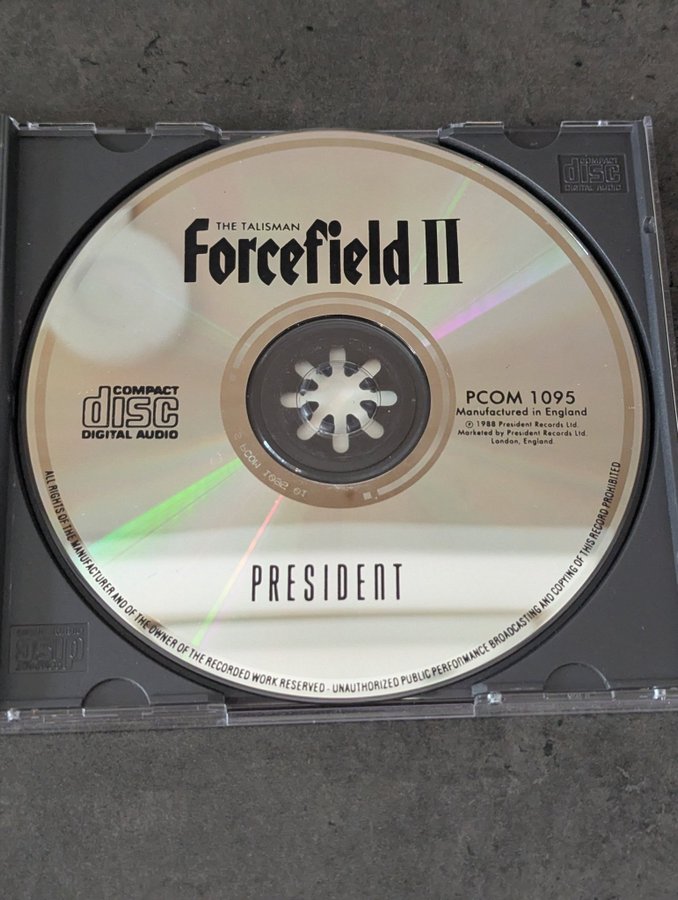 COMPACT
disc
DIGITAL AUDIO
THE TALISMAN
forcefield II
COMPACT
disc
DIGITAL AUDIO
PCOM 1095
Manufactured in England
℗ 1988 President Records Ltd.
Marketed by President Records Ltd.
London, England.
PRESIDENT
ALL RIGHTS OF THE MANUFACTURER AND OF THE OWNER OF THE RECORDED WORK RESERVED · UNAUTHORIZED PUBLIC PERFORMANCE BROADCASTING AND COPYING OF THIS RECORD PROHIBITED
disc